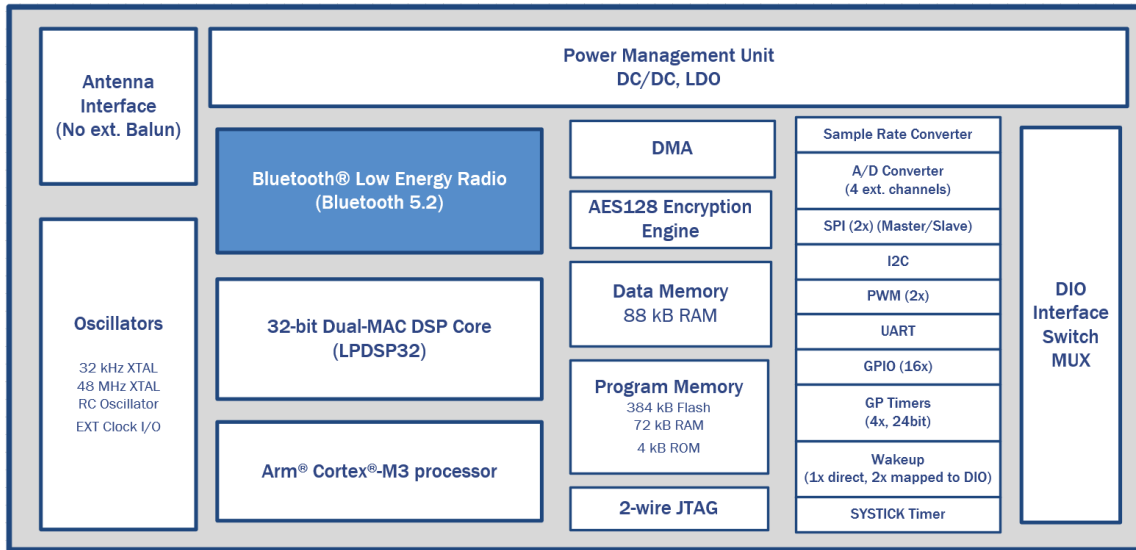 Antenna
Interface
(No ext. Balun)
Power Management Unit
DC/DC, LDO
Bluetooth® Low Energy Radio
(Bluetooth 5.2)
DMA
AES128 Encryption
Engine
Sample Rate Converter
A/D Converter
(4 ext. channels)
SPI (2x) (Master/Slave)
I2C
PWM (2x)
UART
GPIO (16x)
GP Timers
(4x, 24bit)
Wakeup
(1x direct, 2x mapped to DIO)
SYSTICK Timer
DIO
Interface
Switch
MUX
Oscillators
32 kHz XTAL
48 MHz XTAL
RC Oscillator
EXT Clock I/O
32-bit Dual-MAC DSP Core
(LPDSP32)
Data Memory
88 kB RAM
Program Memory
384 kB Flash
72 kB RAM
4 kB ROM
Arm® Cortex®-M3 processor
2-wire JTAG